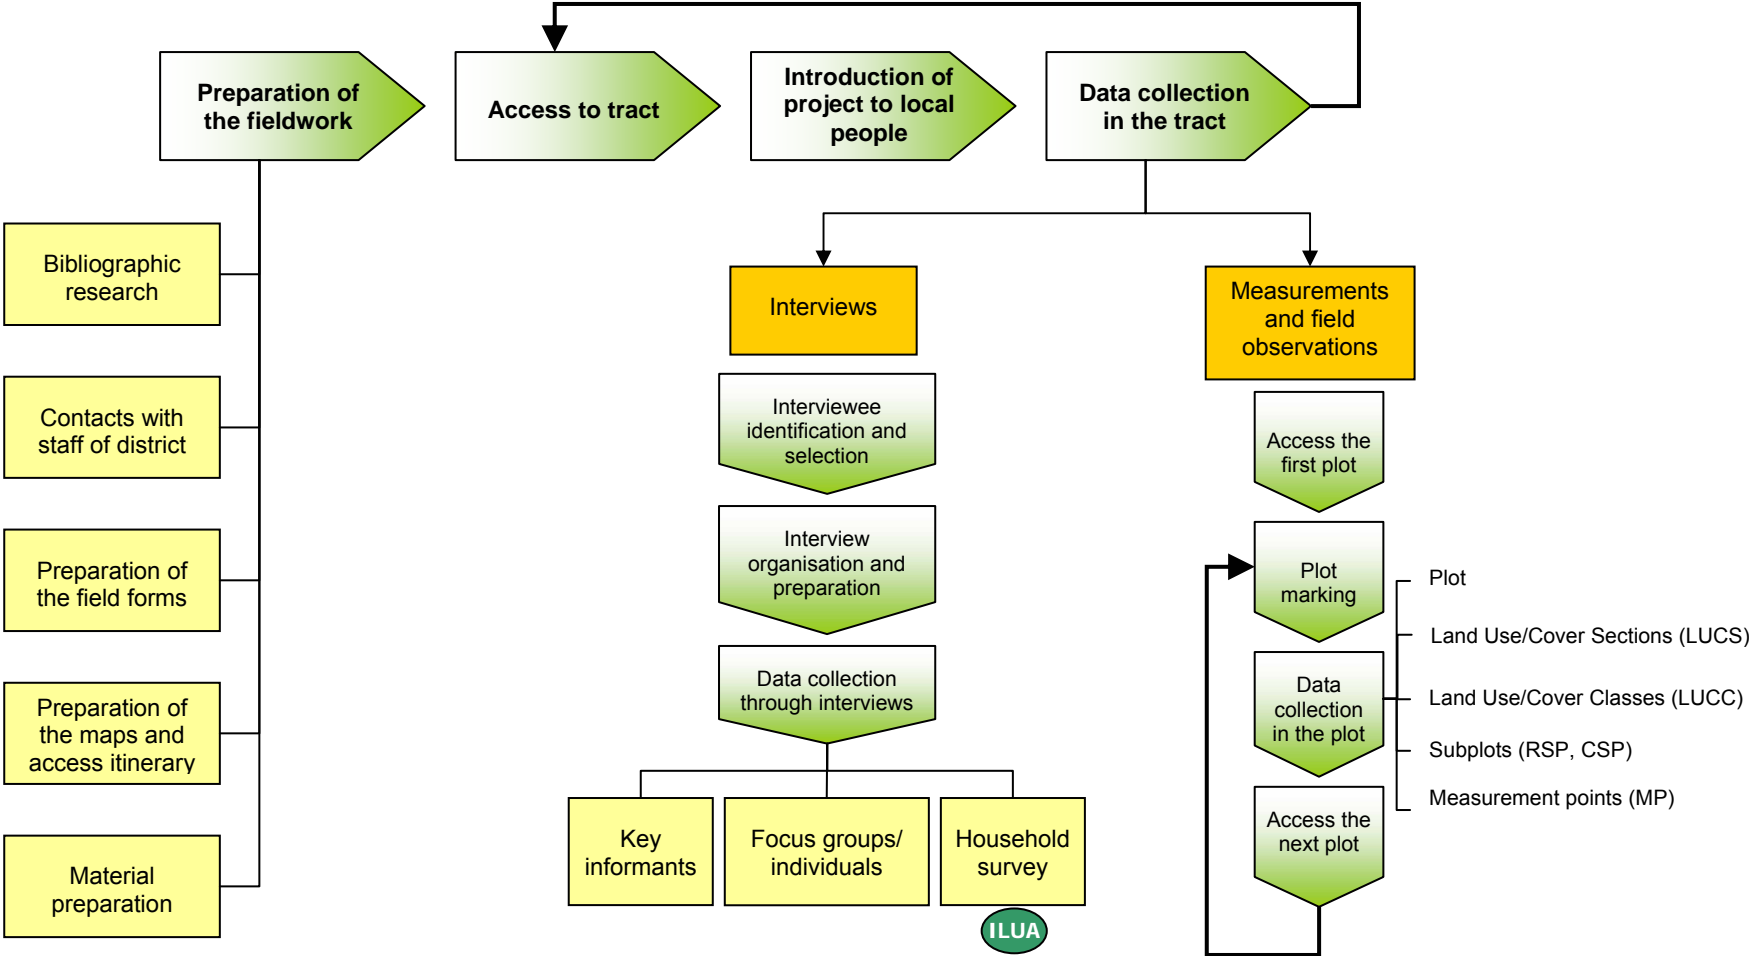 Preparation of
the fieldwork
Access to tract
Introduction of
project to local
people
Data collection
in the tract
Bibliographic
research
Contacts with
staff of district
Preparation of
the field forms
Preparation of
the maps and
access itinerary
Material
preparation
Interviews
Interviewee
identification and
selection
Interview
organisation and
preparation
Data collection
through interviews
Key
informants
Focus groups/
individuals
Household
survey
ILUA
Measurements
and field
observations
Access the
first plot
Plot
marking
Data
collection
in the plot
Access the
next plot
Plot
Land Use/Cover Sections (LUCS)
Land Use/Cover Classes (LUCC)
Subplots (RSP, CSP)
Measurement points (MP)